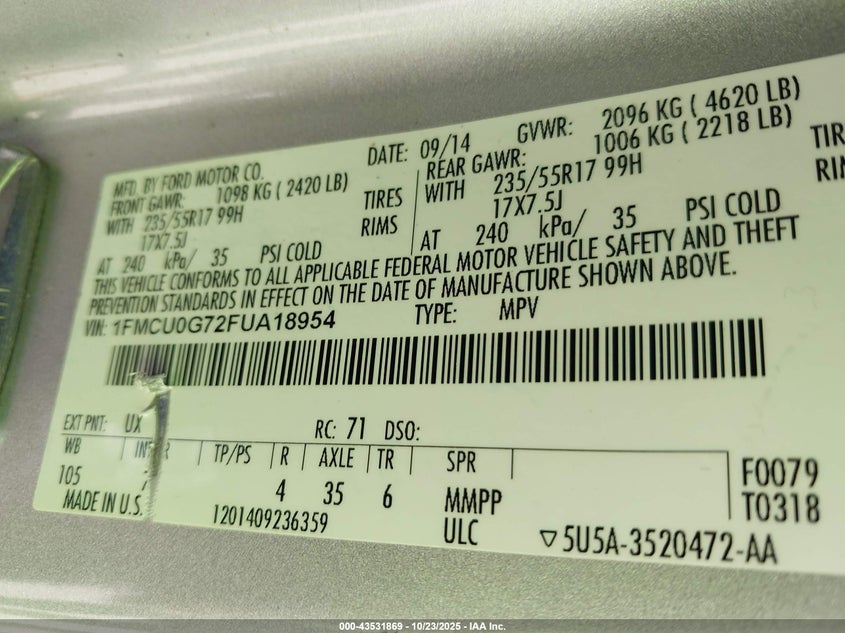 MFD. BY FORD MOTOR CO. DATE: 09/14 GVWR: 2096 KG ( 4620 LB)
FRONT GAWR: 1098 KG ( 2420 LB) REAR GAWR: 1006 KG ( 2218 LB)
WITH 235/55R17 99H TIRES WITH 235/55R17 99H TIR
17X7.5J RIMS 17X7.5J RI
AT 240 kPa/ 35 PSI COLD AT 240 kPa/ 35 PSI COLD
THIS VEHICLE CONFORMS TO ALL APPLICABLE FEDERAL MOTOR VEHICLE SAFETY AND THEFT
PREVENTION STANDARDS IN EFFECT ON THE DATE OF MANUFACTURE SHOWN ABOVE.
VIN: 1FMCU0G72FUA18954 TYPE: MPV
EXT PNT: UX RC: 71 DSO:
WB TP/PS R AXLE TR SPR
105 4 35 6 MMPP F0079
MADE IN U.S. 1201409236359 ULC T0318
▽5U5A-3520472-AA
000-43531869 - 10/23/2025 - IAA Inc.